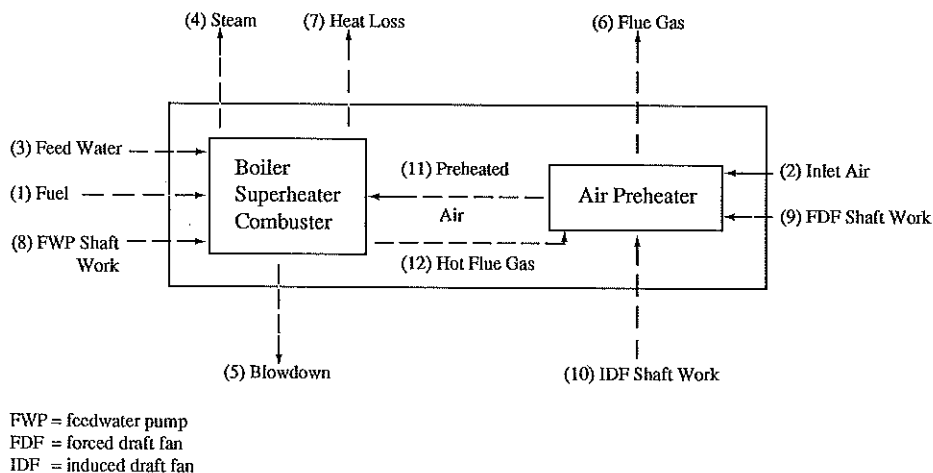 (4) Steam
(7) Heat Loss
(6) Flue Gas
(3) Feed Water
(1) Fuel
(8) FWP Shaft
Work
Boiler
Superheater
Combuster
(11) Preheated
Air
(12) Hot Flue Gas
Air Preheater
(2) Inlet Air
(9) FDF Shaft Work
(5) Blowdown
(10) IDF Shaft Work
FWP = feedwater pump
FDF = forced draft fan
IDF = induced draft fan